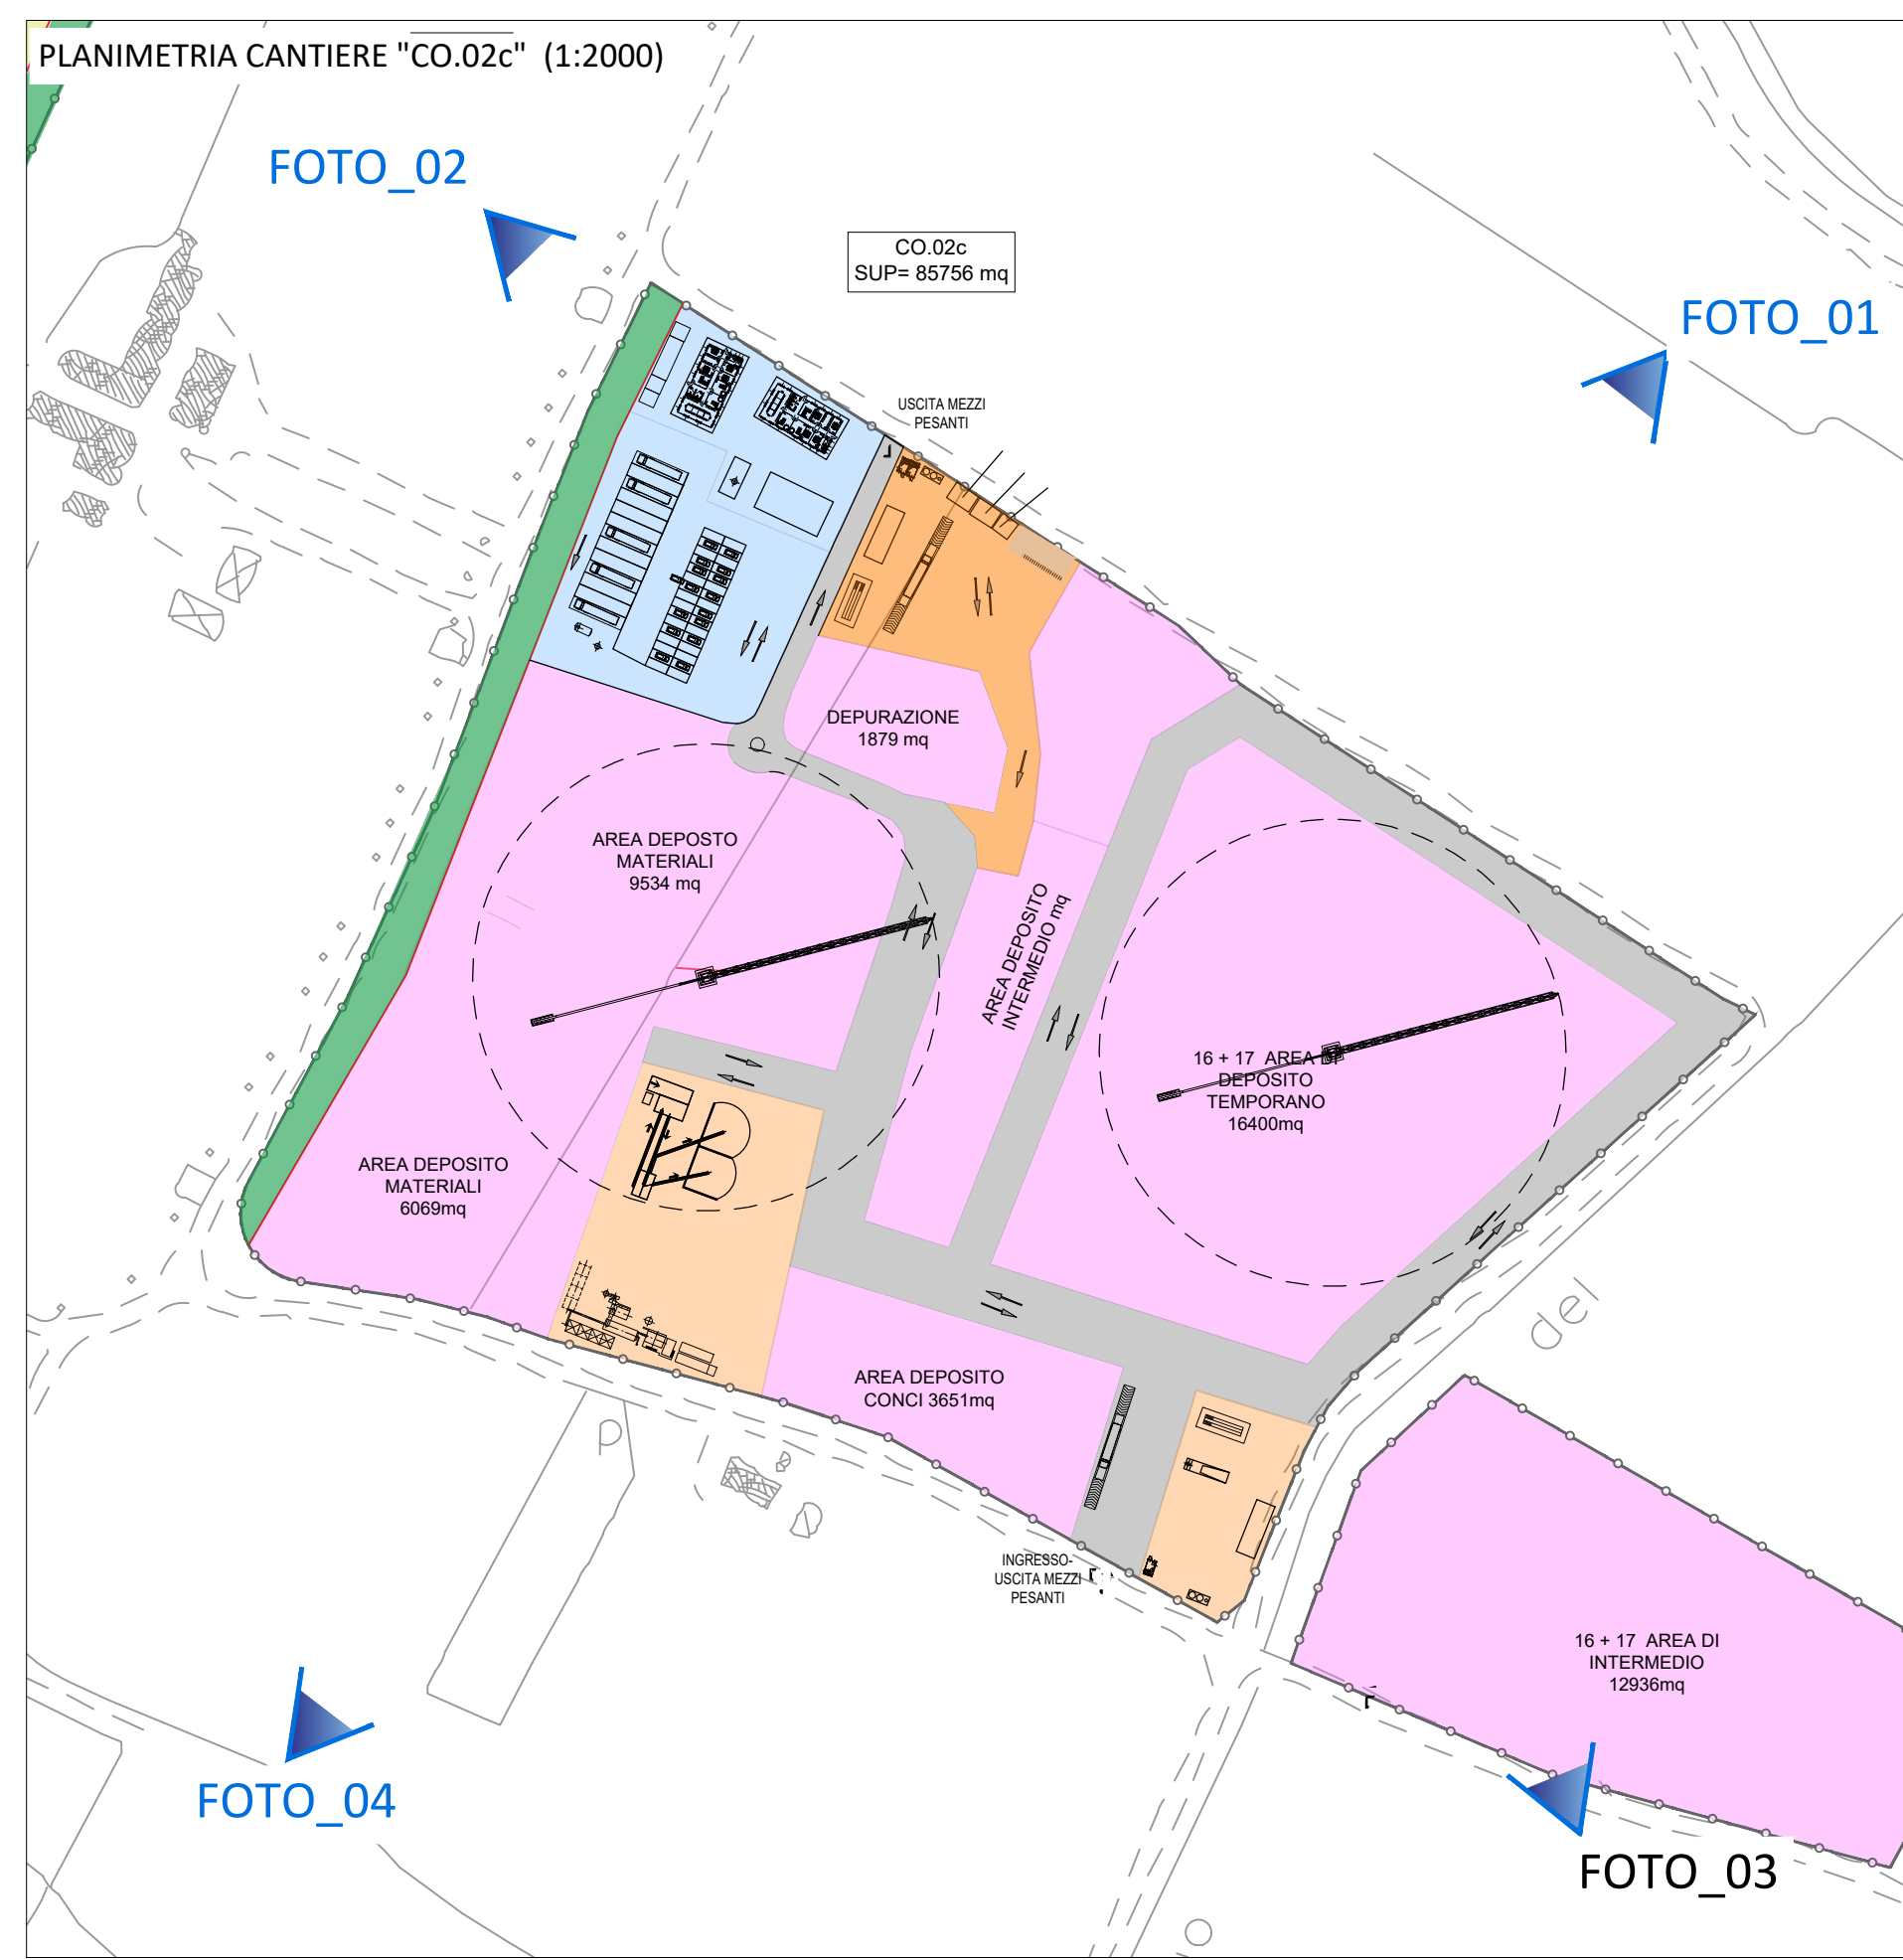 PLANIMETRIA CANTIERE "CO.02c" (1:2000)
FOTO_02
CO.02c
SUP= 85756 mq
FOTO_01
USCITA MEZZI
PESANTI
DEPURAZIONE
1879 mq
AREA DEPOSTO
MATERIALI
9534 mq
AREA DEPOSITO
INTERMEDIO mq
16 + 17 AREA DI
DEPOSITO
TEMPORANO
16400mq
AREA DEPOSITO
MATERIALI
6069mq
del
AREA DEPOSITO
CONCI 3651mq
INGRESSO-
USCITA MEZZI
PESANTI
16 + 17 AREA DI
INTERMEDIO
12936mq
FOTO_04
FOTO_03